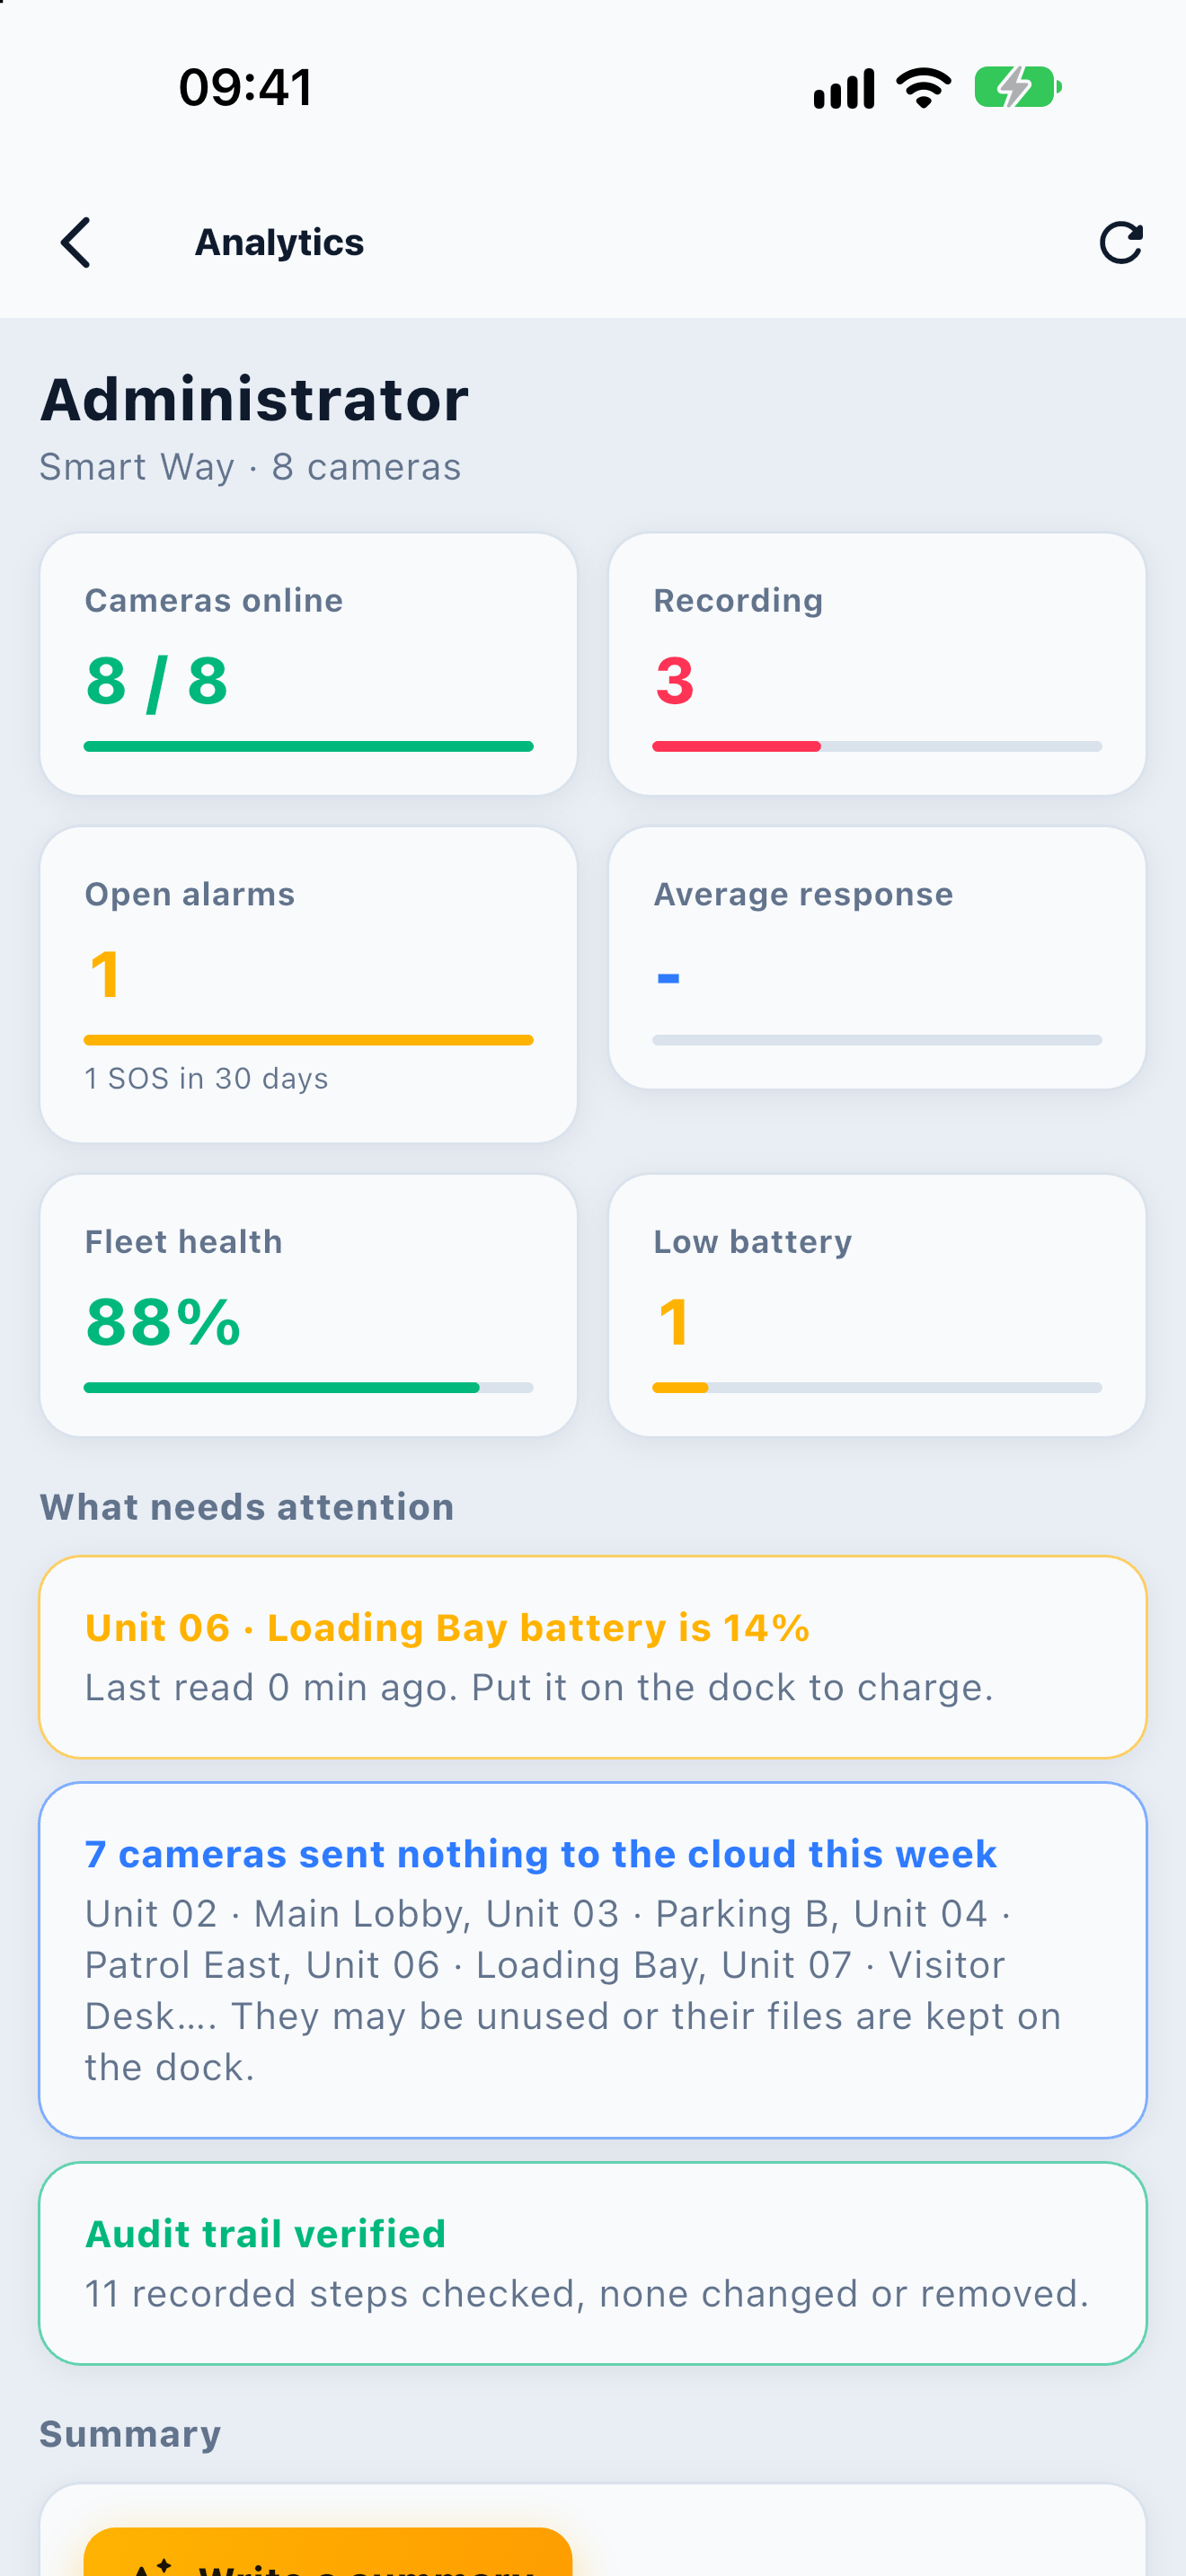 09:41
Analytics
Administrator
Smart Way · 8 cameras
Cameras online
8 / 8
Recording
3
Open alarms
1
1 SOS in 30 days
Average response
-
Fleet health
88%
Low battery
1
What needs attention
Unit 06 · Loading Bay battery is 14%
Last read 0 min ago. Put it on the dock to charge.
7 cameras sent nothing to the cloud this week
Unit 02 · Main Lobby, Unit 03 · Parking B, Unit 04 ·
Patrol East, Unit 06 · Loading Bay, Unit 07 · Visitor
Desk…. They may be unused or their files are kept on
the dock.
Audit trail verified
11 recorded steps checked, none changed or removed.
Summary
Write a summary